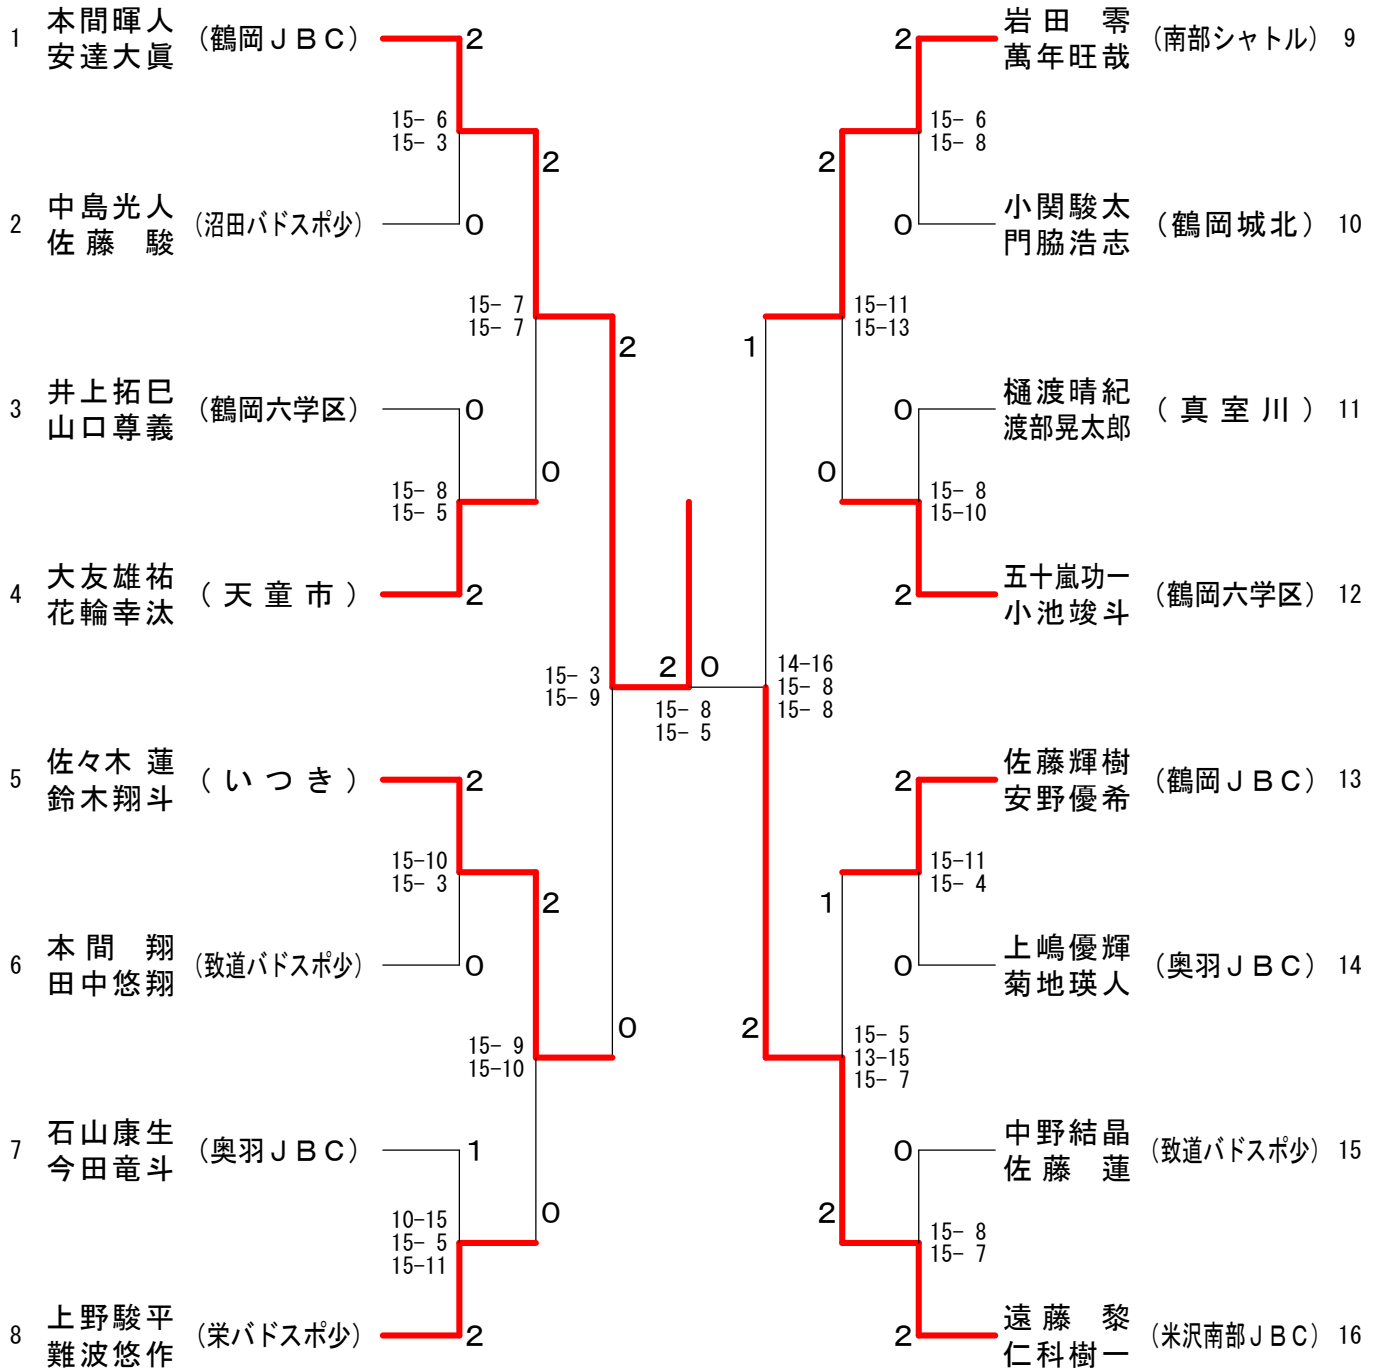 1 本間暉人 (鶴岡ＪＢＣ) 2
安達大眞
15- 6
15- 3
2
2 中島光人 (沼田バドスポ少) 0
佐藤 駿
15- 7
15- 7
2
3 井上拓巳 (鶴岡六学区) 0
山口尊義
15- 8
15- 5
0
4 大友雄祐 (天童市) 2
花輪幸汰
15- 3
15- 9
5 佐々木 蓮 (いつき) 2
鈴木翔斗
15-10
15- 3
2
6 本間 翔 (致道バドスポ少) 0
田中悠翔
15- 9
15-10
0
7 石山康生 (奥羽ＪＢＣ) 1
今田竜斗
10-15
15- 5
15-11
0
8 上野駿平 (栄バドスポ少) 2
難波悠作
2 0
15- 8
15- 5
2 岩田 零 (南部シャトル) 9
萬年旺哉
15- 6
15- 8
2
0 小関駿太 (鶴岡城北) 10
門脇浩志
15-11
15-13
1
0 樋渡晴紀 (真室川) 11
渡部晃太郎
15- 8
15-10
0
2 五十嵐功一 (鶴岡六学区) 12
小池竣斗
14-16
15- 8
15- 8
2 佐藤輝樹 (鶴岡ＪＢＣ) 13
安野優希
15-11
15- 4
1
0 上嶋優輝 (奥羽ＪＢＣ) 14
菊地瑛人
15- 5
13-15
15- 7
2
0 中野結晶 (致道バドスポ少) 15
佐藤 蓮
15- 8
15- 7
2
2 遠藤 黎 (米沢南部ＪＢＣ) 16
仁科樹一